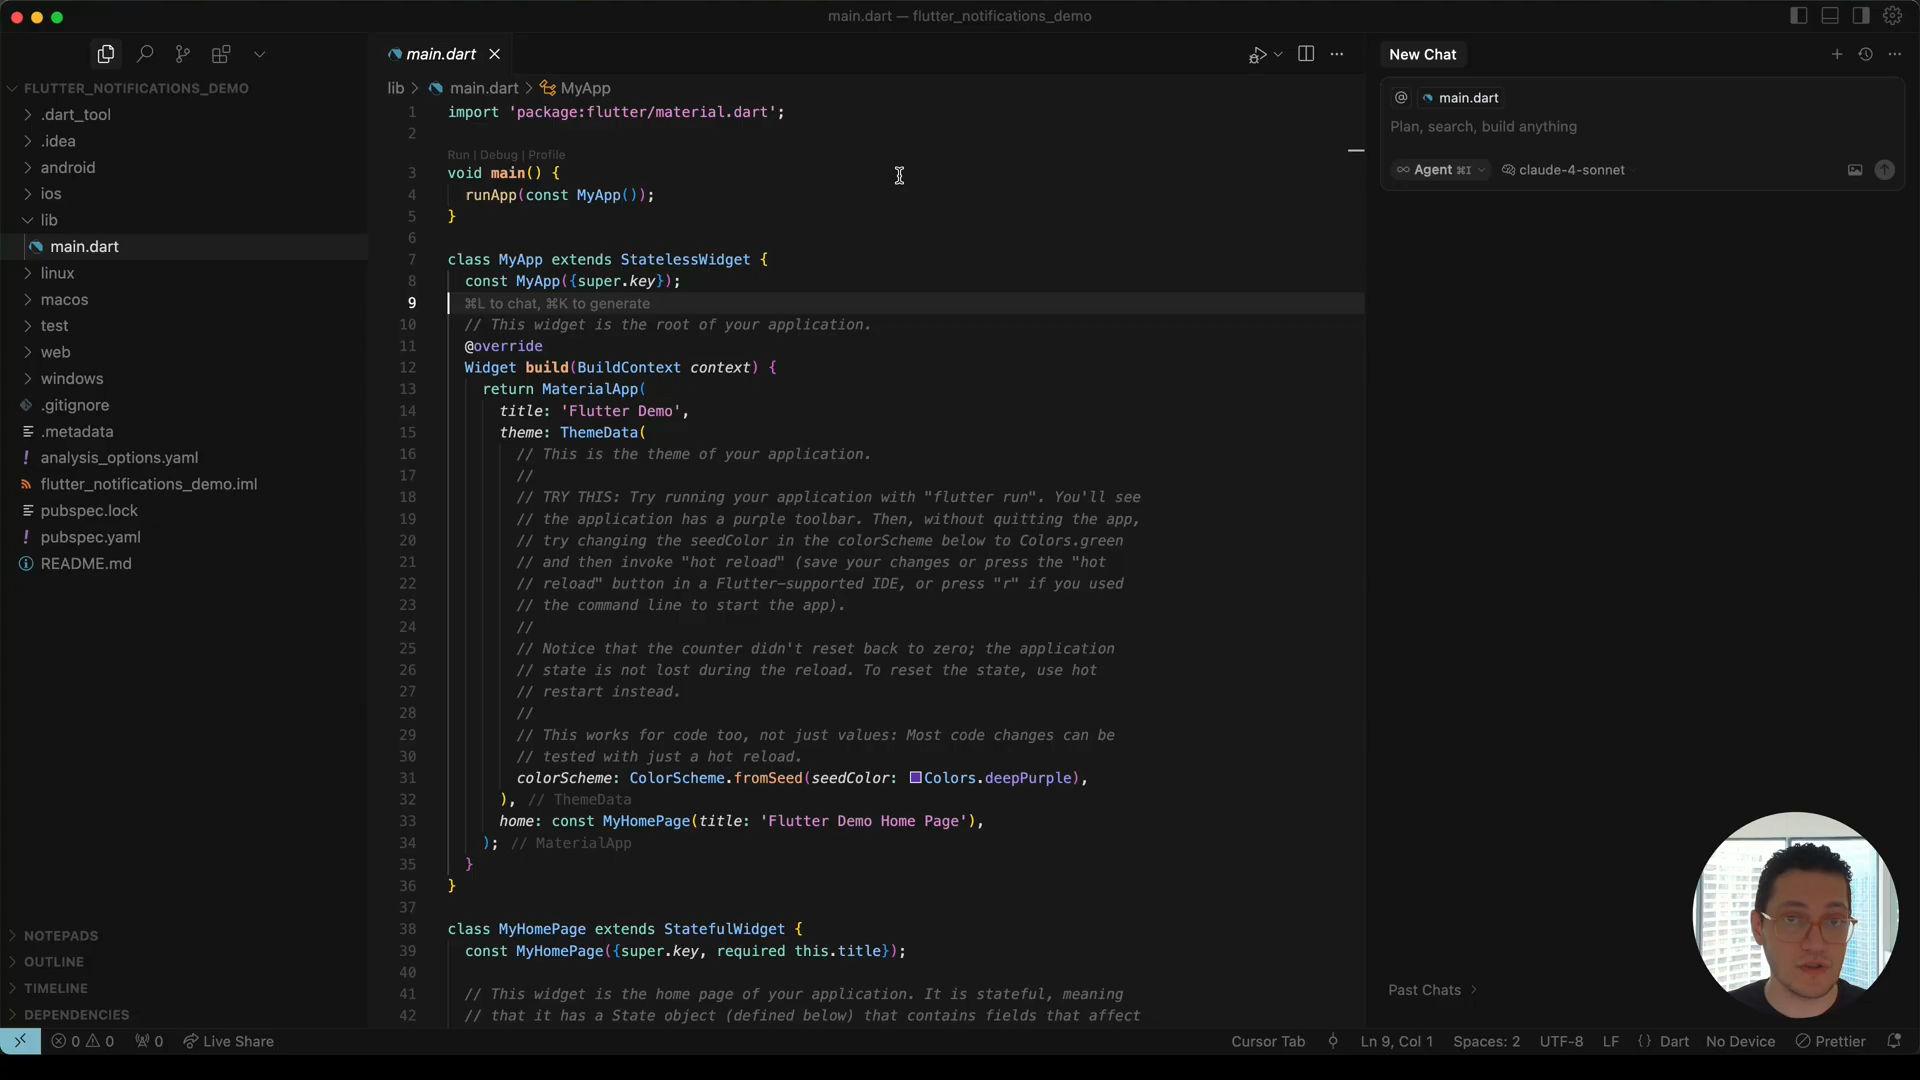 main.dart — flutter_notifications_demo
FLUTTER_NOTIFICATIONS_DEMO
.dart_tool
.idea
android
ios
lib
main.dart
linux
macos
test
web
windows
.gitignore
.metadata
analysis_options.yaml
flutter_notifications_demo.iml
pubspec.lock
pubspec.yaml
README.md
NOTEPADS
OUTLINE
TIMELINE
DEPENDENCIES
main.dart
lib > main.dart > MyApp
1 import 'package:flutter/material.dart';
2
Run | Debug | Profile
3 void main() {
4 runApp(const MyApp());
5 }
6
7 class MyApp extends StatelessWidget {
8 const MyApp({super.key});
9 ⌘L to chat, ⌘K to generate
10 // This widget is the root of your application.
11 @override
12 Widget build(BuildContext context) {
13 return MaterialApp(
14 title: 'Flutter Demo',
15 theme: ThemeData(
16 // This is the theme of your application.
17 //
18 // TRY THIS: Try running your application with "flutter run". You'll see
19 // the application has a purple toolbar. Then, without quitting the app,
20 // try changing the seedColor in the colorScheme below to Colors.green
21 // and then invoke "hot reload" (save your changes or press the "hot
22 // reload" button in a Flutter-supported IDE, or press "r" if you used
23 // the command line to start the app).
24 //
25 // Notice that the counter didn't reset back to zero; the application
26 // state is not lost during the reload. To reset the state, use hot
27 // restart instead.
28 //
29 // This works for code too, not just values: Most code changes can be
30 // tested with just a hot reload.
31 colorScheme: ColorScheme.fromSeed(seedColor: Colors.deepPurple),
32 ), // ThemeData
33 home: const MyHomePage(title: 'Flutter Demo Home Page'),
34 ); // MaterialApp
35 }
36 }
37
38 class MyHomePage extends StatefulWidget {
39 const MyHomePage({super.key, required this.title});
40
41 // This widget is the home page of your application. It is stateful, meaning
42 // that it has a State object (defined below) that contains fields that affect
New Chat
@ main.dart
Plan, search, build anything
∞ Agent ⌘I claude-4-sonnet
Past Chats >
0 0 0 Live Share Cursor Tab Ln 9, Col 1 Spaces: 2 UTF-8 LF {} Dart No Device Prettier